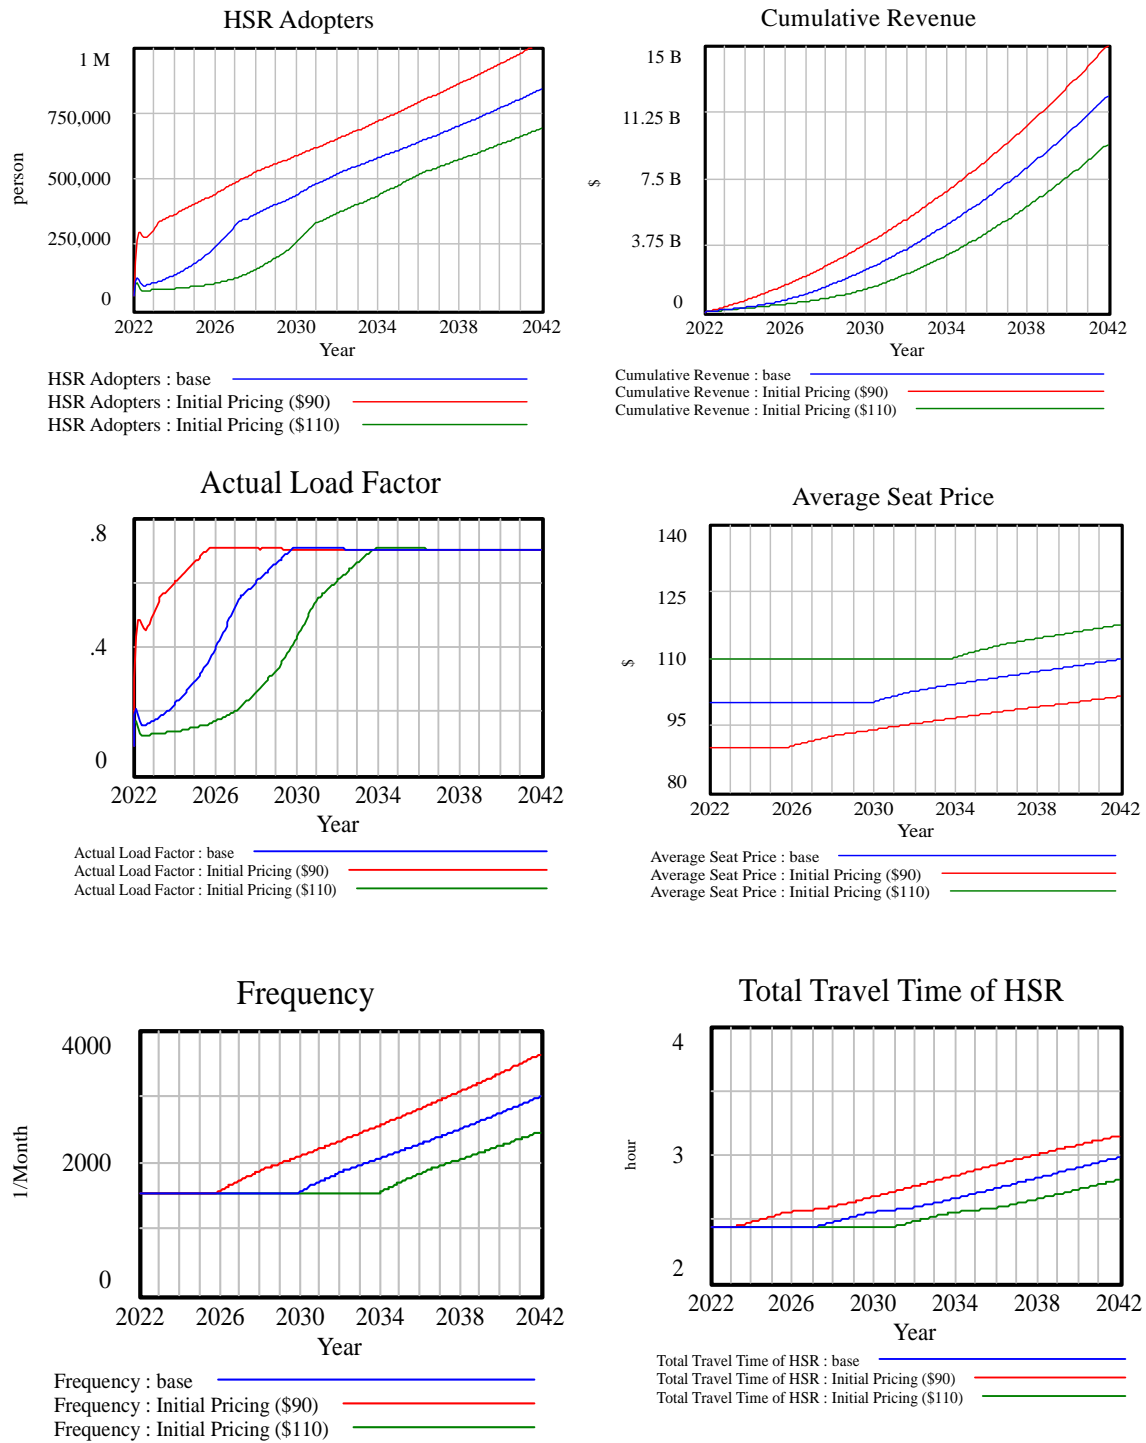 HSR Adopters
1 M
750,000
500,000
250,000
0
person
2022 2026 2030 2034 2038 2042
Year
HSR Adopters : base
HSR Adopters : Initial Pricing ($90)
HSR Adopters : Initial Pricing ($110)
Cumulative Revenue
15 B
11.25 B
7.5 B
3.75 B
0
$
2022 2026 2030 2034 2038 2042
Year
Cumulative Revenue : base
Cumulative Revenue : Initial Pricing ($90)
Cumulative Revenue : Initial Pricing ($110)
Actual Load Factor
.8
.4
0
2022 2026 2030 2034 2038 2042
Year
Actual Load Factor : base
Actual Load Factor : Initial Pricing ($90)
Actual Load Factor : Initial Pricing ($110)
Average Seat Price
140
125
110
95
80
$
2022 2026 2030 2034 2038 2042
Year
Average Seat Price : base
Average Seat Price : Initial Pricing ($90)
Average Seat Price : Initial Pricing ($110)
Frequency
4000
2000
0
1/Month
2022 2026 2030 2034 2038 2042
Year
Frequency : base
Frequency : Initial Pricing ($90)
Frequency : Initial Pricing ($110)
Total Travel Time of HSR
4
3
2
hour
2022 2026 2030 2034 2038 2042
Year
Total Travel Time of HSR : base
Total Travel Time of HSR : Initial Pricing ($90)
Total Travel Time of HSR : Initial Pricing ($110)